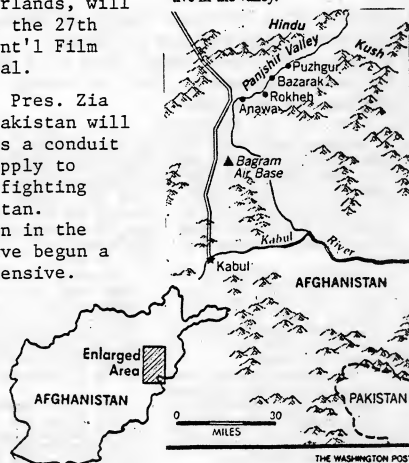 erlands, will
the 27th
nt'l Film
al.
Pres. Zia
akistan will
s a conduit
pply to
fighting
tan.
n in the
ve begun a
ensive.
Hindu
Kush
Panjshir Valley
Puzhgur
Bazarak
Rokheh
Anawa
Bagram
Air Base
Kabul
River
Kabul
AFGHANISTAN
Enlarged
Area
AFGHANISTAN
PAKISTAN
0 30
MILES
THE WASHINGTON POST